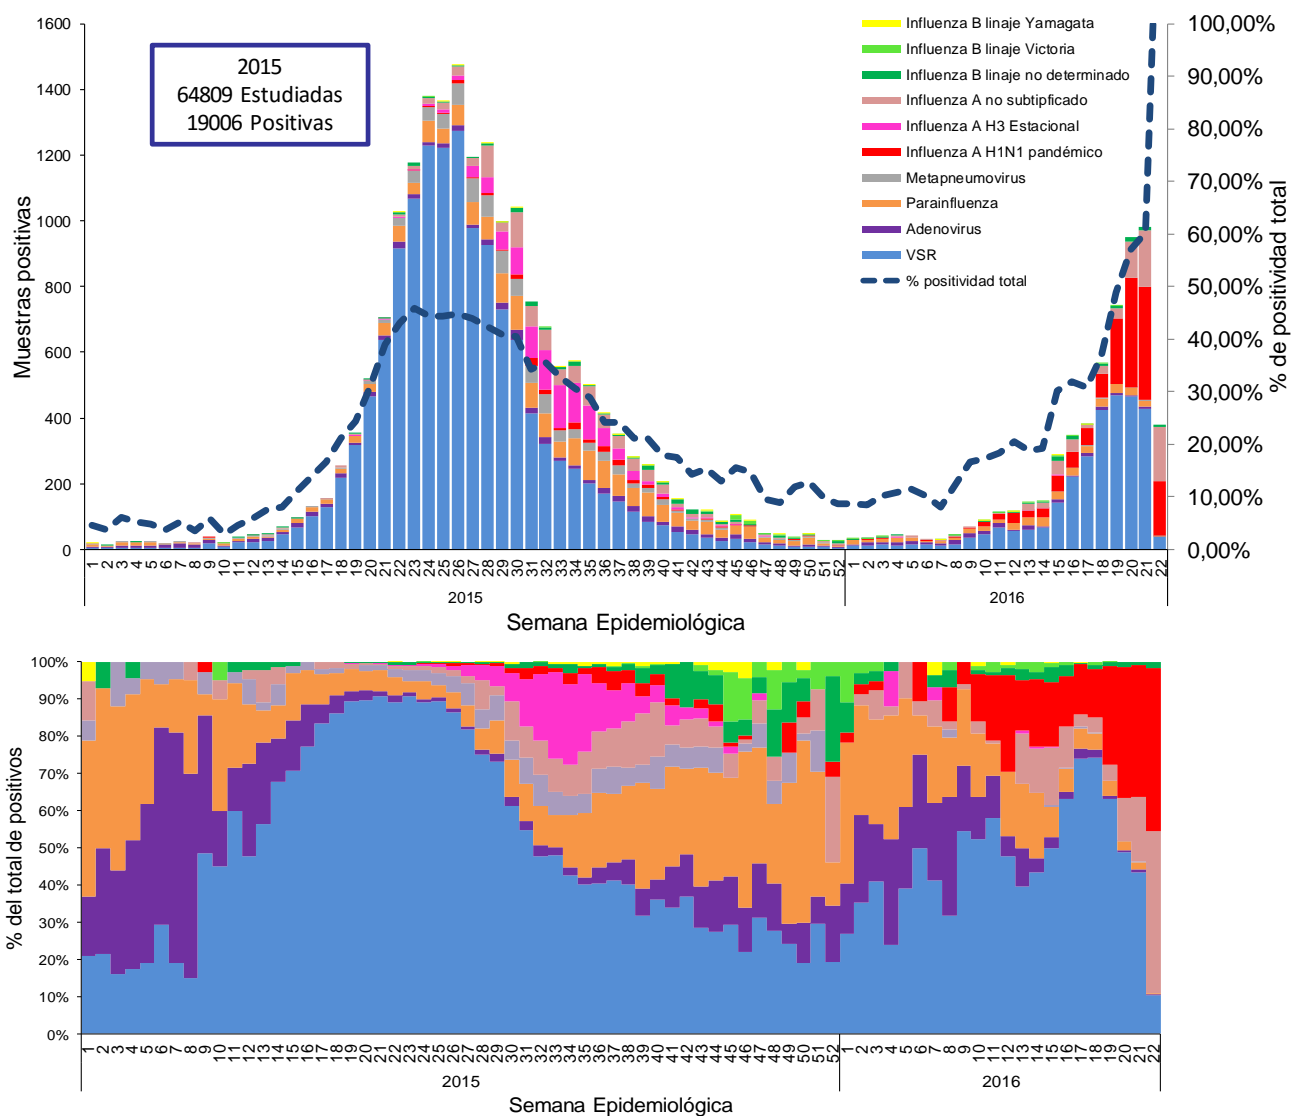 1600
1400
1200
1000
800
600
400
200
0
Muestras positivas
2015
64809 Estudiadas
19006 Positivas
Influenza B linaje Yamagata
Influenza B linaje Victoria
Influenza B linaje no determinado
Influenza A no subtipficado
Influenza A H3 Estacional
Influenza A H1N1 pandémico
Metapneumovirus
Parainfluenza
Adenovirus
VSR
% positividad total
100,00%
90,00%
80,00%
70,00%
60,00%
50,00%
40,00%
30,00%
20,00%
10,00%
0,00%
% de positividad total
1 2 3 4 5 6 7 8 9 10 11 12 13 14 15 16 17 18 19 20 21 22 23 24 25 26 27 28 29 30 31 32 33 34 35 36 37 38 39 40 41 42 43 44 45 46 47 48 49 50 51 52 1 2 3 4 5 6 7 8 9 10 11 12 13 14 15 16 17 18 19 20 21 22
2015 2016
Semana Epidemiológica
100%
90%
80%
70%
60%
50%
40%
30%
20%
10%
0%
% del total de positivos
1 2 3 4 5 6 7 8 9 10 11 12 13 14 15 16 17 18 19 20 21 22 23 24 25 26 27 28 29 30 31 32 33 34 35 36 37 38 39 40 41 42 43 44 45 46 47 48 49 50 51 52 1 2 3 4 5 6 7 8 9 10 11 12 13 14 15 16 17 18 19 20 21 22
2015 2016
Semana Epidemiológica